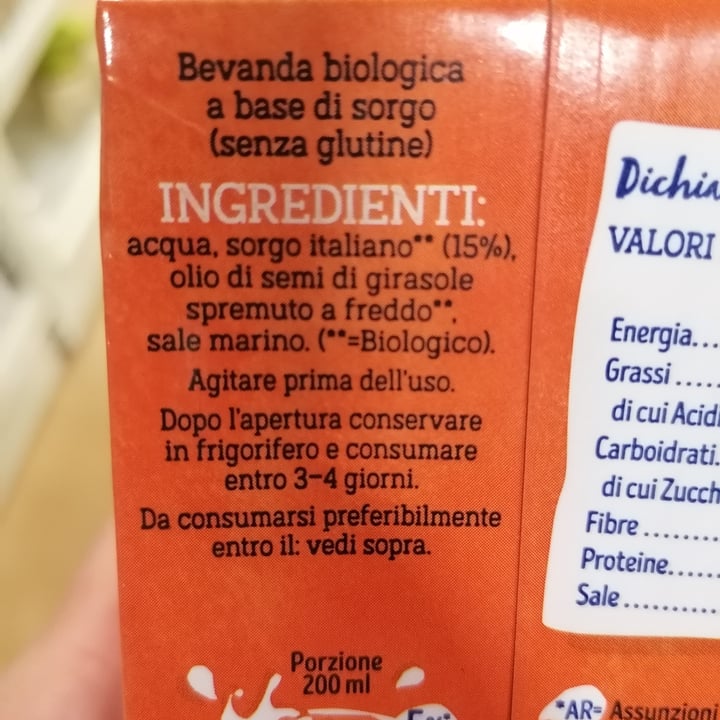 Bevanda biologica
a base di sorgo
(senza glutine)
INGREDIENTI:
acqua, sorgo italiano** (15%),
olio di semi di girasole
spremuto a freddo**,
sale marino. (**=Biologico).
Agitare prima dell'uso.
Dopo l'apertura conservare
in frigorifero e consumare
entro 3-4 giorni.
Da consumarsi preferibilmente
entro il: vedi sopra.
Porzione
200 ml
VALORI
Energia...
Grassi ....
di cui Acidi
Carboidrati.
di cui Zucch
Fibre ........
Proteine.....
Sale .........
*AR= Assunzioni